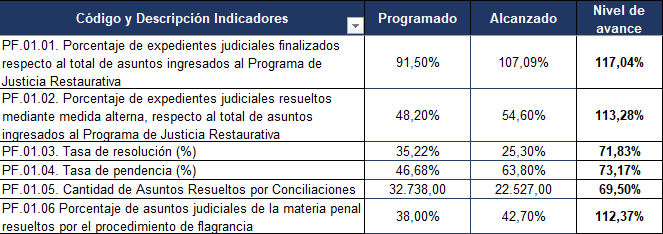 Código y Descripción Indicadores Programado Alcanzado Nivel de avance
PF.01.01. Porcentaje de expedientes judiciales finalizados
respecto al total de asuntos ingresados al Programa de
Justicia Restaurativa 91,50% 107,09% 117,04%
PF.01.02. Porcentaje de expedientes judiciales resueltos
mediante medida alterna, respecto al total de asuntos
ingresados al Programa de Justicia Restaurativa 48,20% 54,60% 113,28%
PF.01.03. Tasa de resolución (%) 35,22% 25,30% 71,83%
PF.01.04. Tasa de pendencia (%) 46,68% 63,80% 73,17%
PF.01.05. Cantidad de Asuntos Resueltos por Conciliaciones 32.738,00 22.527,00 69,50%
PF.01.06 Porcentaje de asuntos judiciales de la materia penal
resueltos por el procedimiento de flagrancia 38,00% 42,70% 112,37%